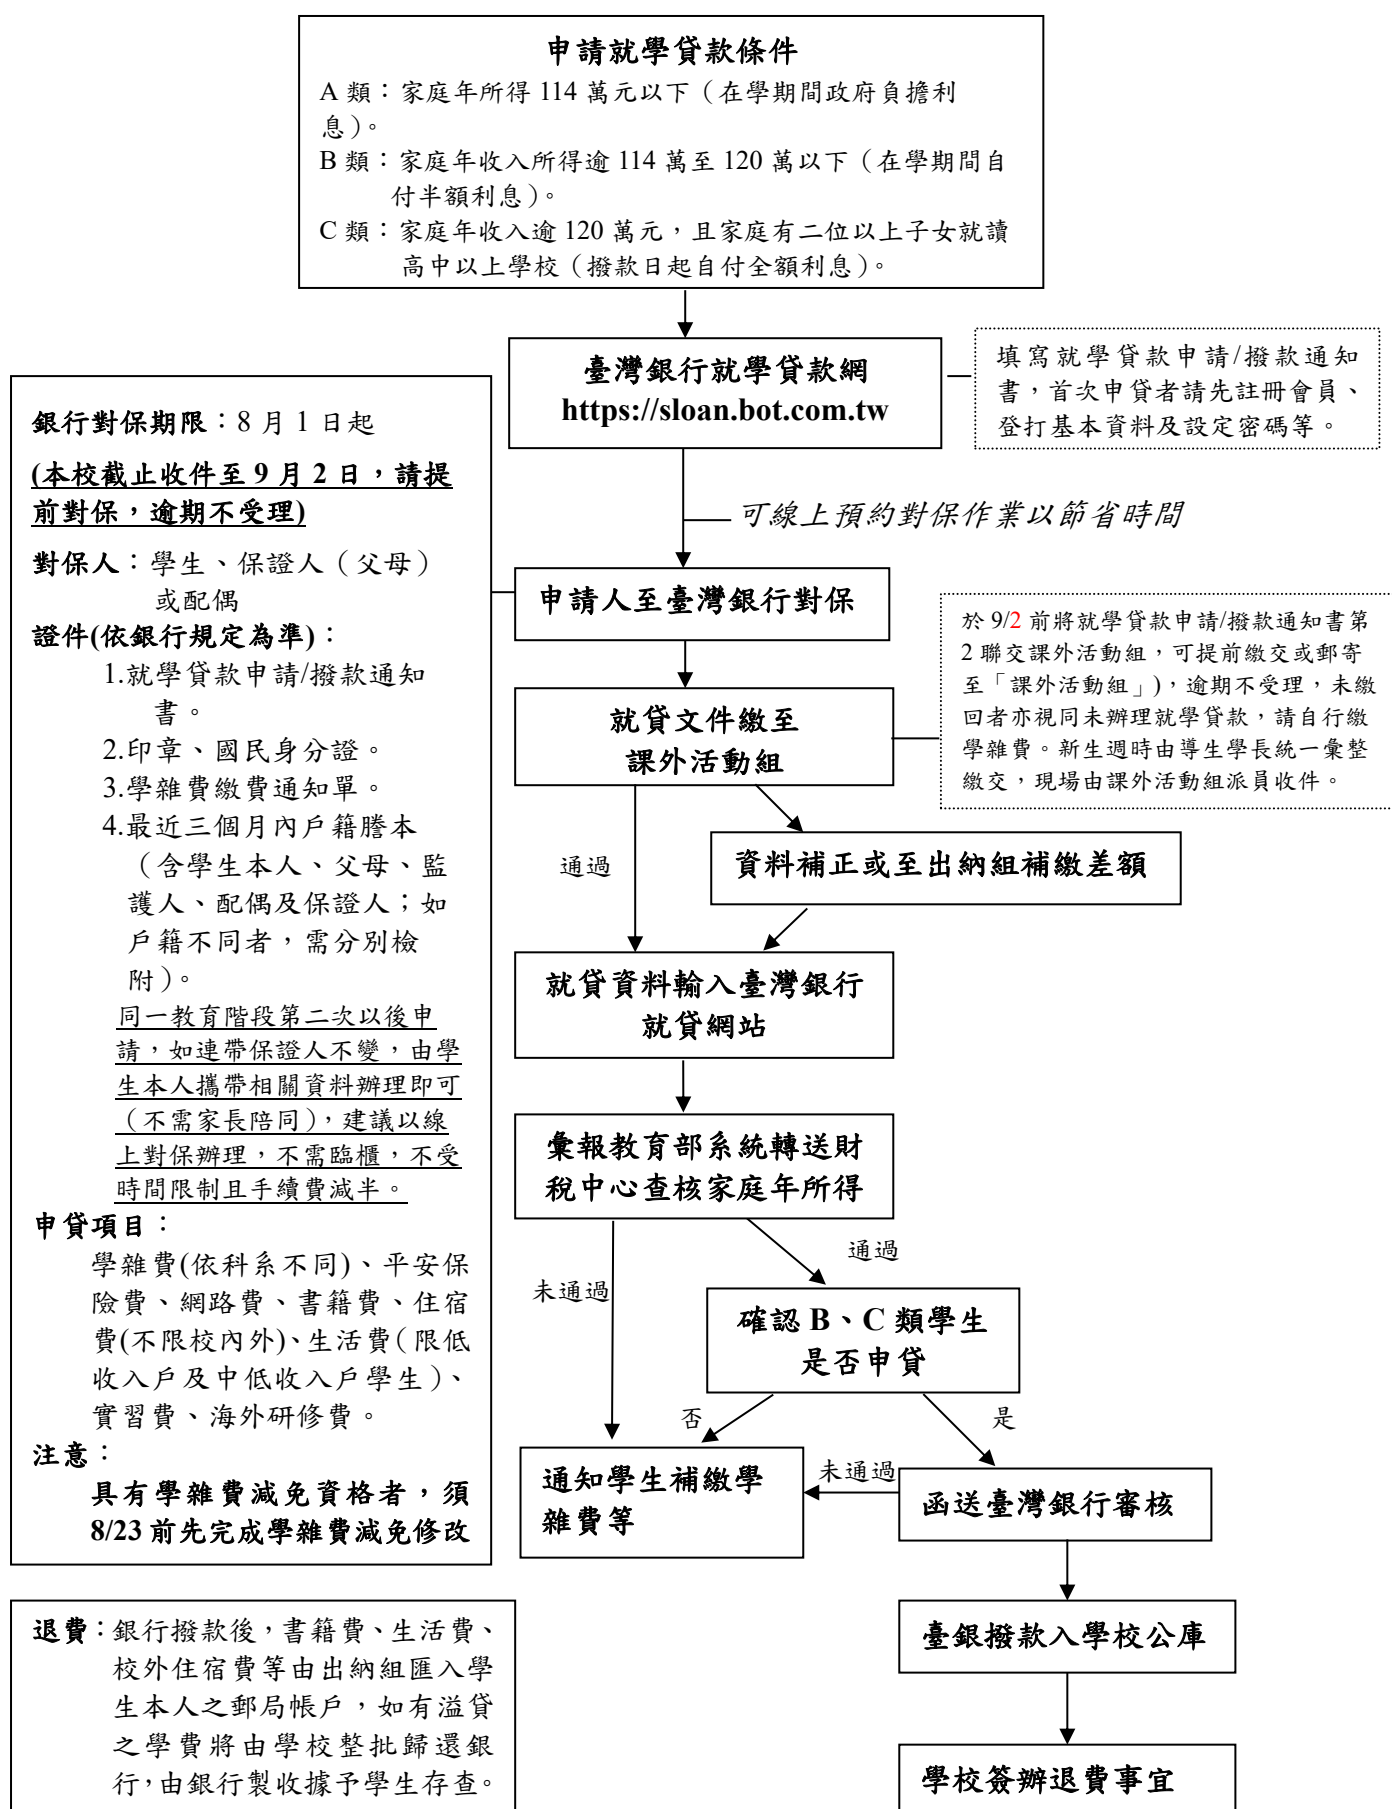 申請就學貸款條件
A 類：家庭年所得 114 萬元以下（在學期間政府負擔利
息）。
B 類：家庭年收入所得逾 114 萬至 120 萬以下（在學期間自
付半額利息）。
C 類：家庭年收入逾 120 萬元，且家庭有二位以上子女就讀
高中以上學校（撥款日起自付全額利息）。
臺灣銀行就學貸款網
https://sloan.bot.com.tw
填寫就學貸款申請/撥款通知
書，首次申貸者請先註冊會員、
登打基本資料及設定密碼等。
可線上預約對保作業以節省時間
銀行對保期限：8 月 1 日起
(本校截止收件至 9 月 2 日，請提
前對保，逾期不受理)
對保人：學生、保證人（父母）
或配偶
證件(依銀行規定為準)：
1.就學貸款申請/撥款通知
書。
2.印章、國民身分證。
3.學雜費繳費通知單。
4.最近三個月內戶籍謄本
（含學生本人、父母、監
護人、配偶及保證人；如
戶籍不同者，需分別檢
附）。
同一教育階段第二次以後申
請，如連帶保證人不變，由學
生本人攜帶相關資料辦理即可
（不需家長陪同），建議以線
上對保辦理，不需臨櫃，不受
時間限制且手續費減半。
申貸項目：
學雜費(依科系不同)、平安保
險費、網路費、書籍費、住宿
費(不限校內外)、生活費（限低
收入戶及中低收入戶學生）、
實習費、海外研修費。
注意：
具有學雜費減免資格者，須
8/23 前先完成學雜費減免修改
申請人至臺灣銀行對保
於 9/2 前將就學貸款申請/撥款通知書第
2 聯交課外活動組，可提前繳交或郵寄
至「課外活動組」)，逾期不受理，未繳
回者亦視同未辦理就學貸款，請自行繳
學雜費。新生週時由導生學長統一彙整
繳交，現場由課外活動組派員收件。
就貸文件繳至
課外活動組
通過
資料補正或至出納組補繳差額
就貸資料輸入臺灣銀行
就貸網站
彙報教育部系統轉送財
稅中心查核家庭年所得
未通過
通過
確認 B、C 類學生
是否申貸
否
是
通知學生補繳學
雜費等
未通過
函送臺灣銀行審核
臺銀撥款入學校公庫
學校簽辦退費事宜
退費：銀行撥款後，書籍費、生活費、
校外住宿費等由出納組匯入學
生本人之郵局帳戶，如有溢貸
之學費將由學校整批歸還銀
行，由銀行製收據予學生存查。